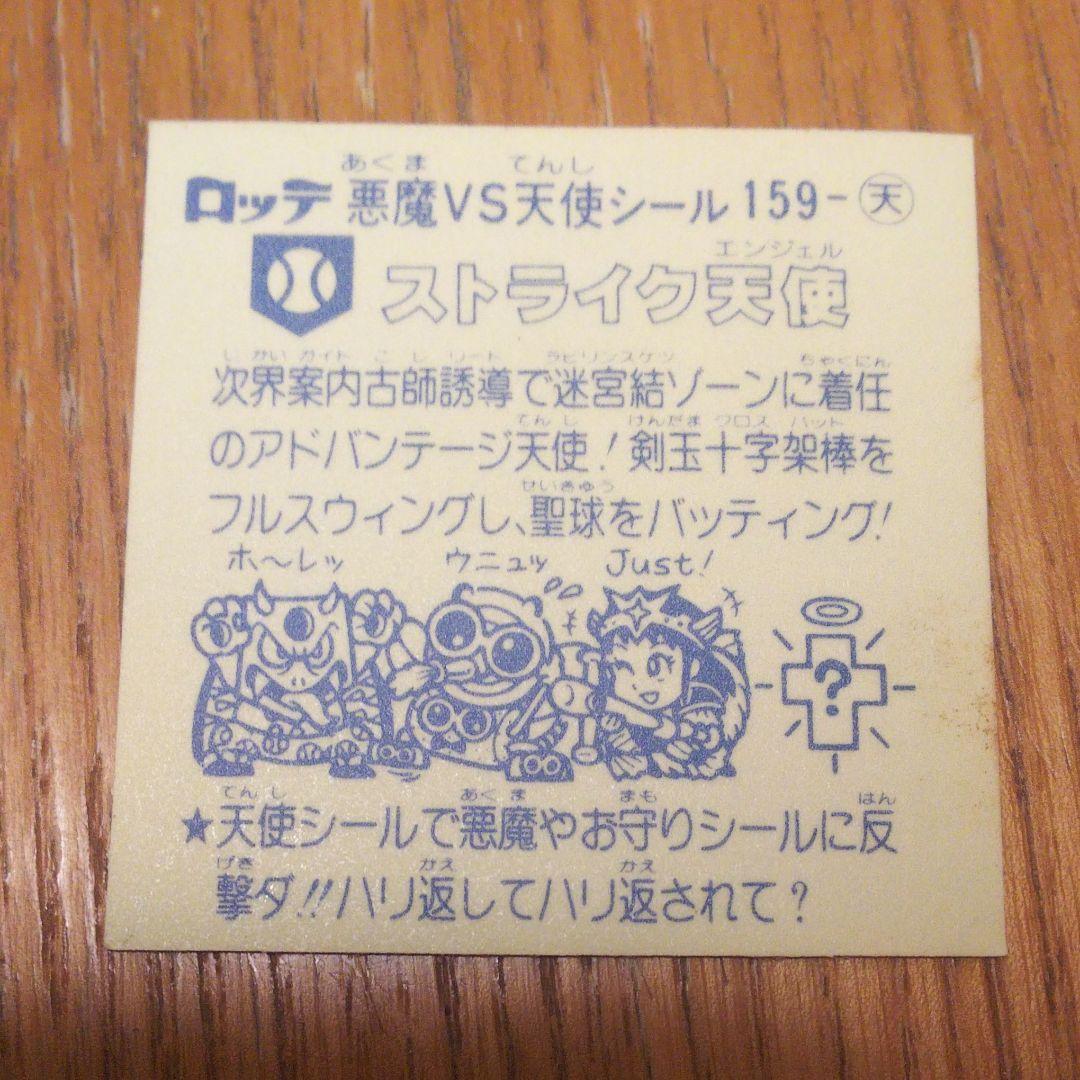 あくま てんし
ロッテ 悪魔VS天使シール 159-天
エンジェル
ストライク天使
じかい ガイド こし リート ラビリンスケツ ちゃくにん
次界案内古師誘導で迷宮結ゾーンに着任
てんし けんだま クロス バット
のアドバンテージ天使!剣玉十字架棒を
せいきゅう
フルスウィングし、聖球をバッティング!
ホ〜レッ ウニュッ Just!
?
てんし あくま まも はん
★天使シールで悪魔やお守りシールに反
げき かえ かえ
撃ダ!!ハリ返してハリ返されて?